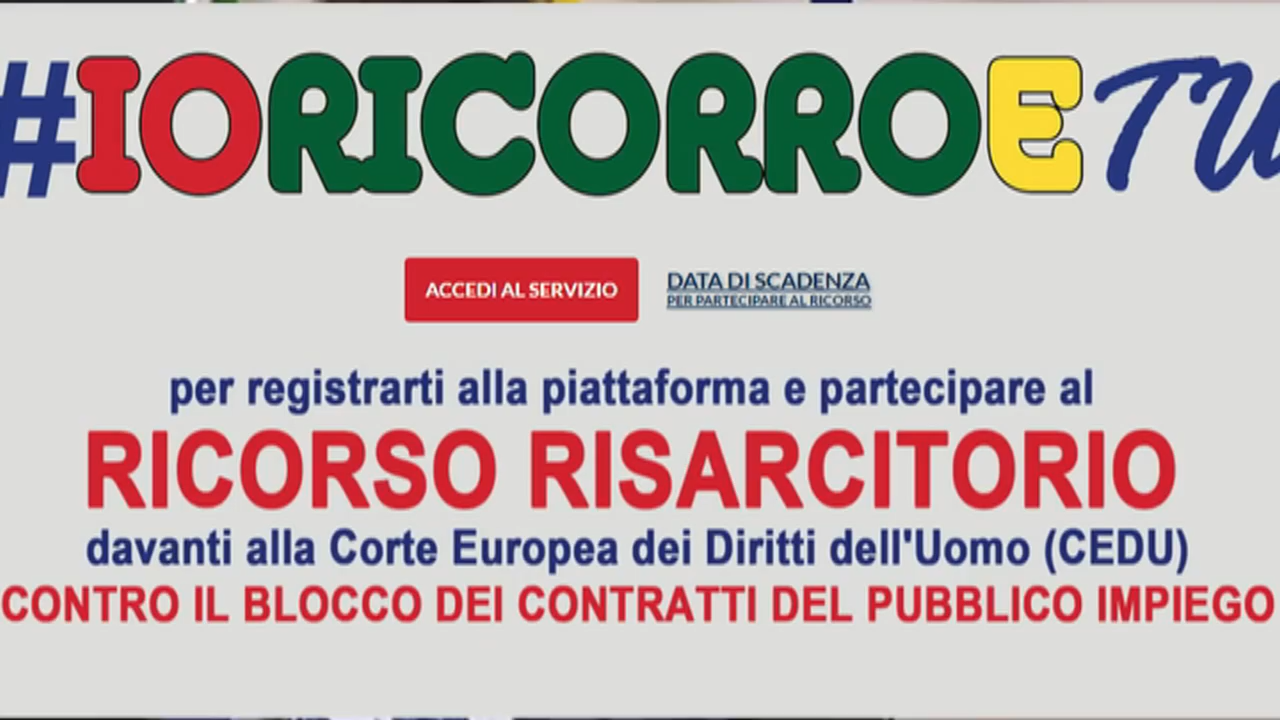 #IORICORROETU
ACCEDI AL SERVIZIO
DATA DI SCADENZA
PER PARTECIPARE AL RICORSO
per registrarti alla piattaforma e partecipare al
RICORSO RISARCITORIO
davanti alla Corte Europea dei Diritti dell'Uomo (CEDU)
CONTRO IL BLOCCO DEI CONTRATTI DEL PUBBLICO IMPIEGO